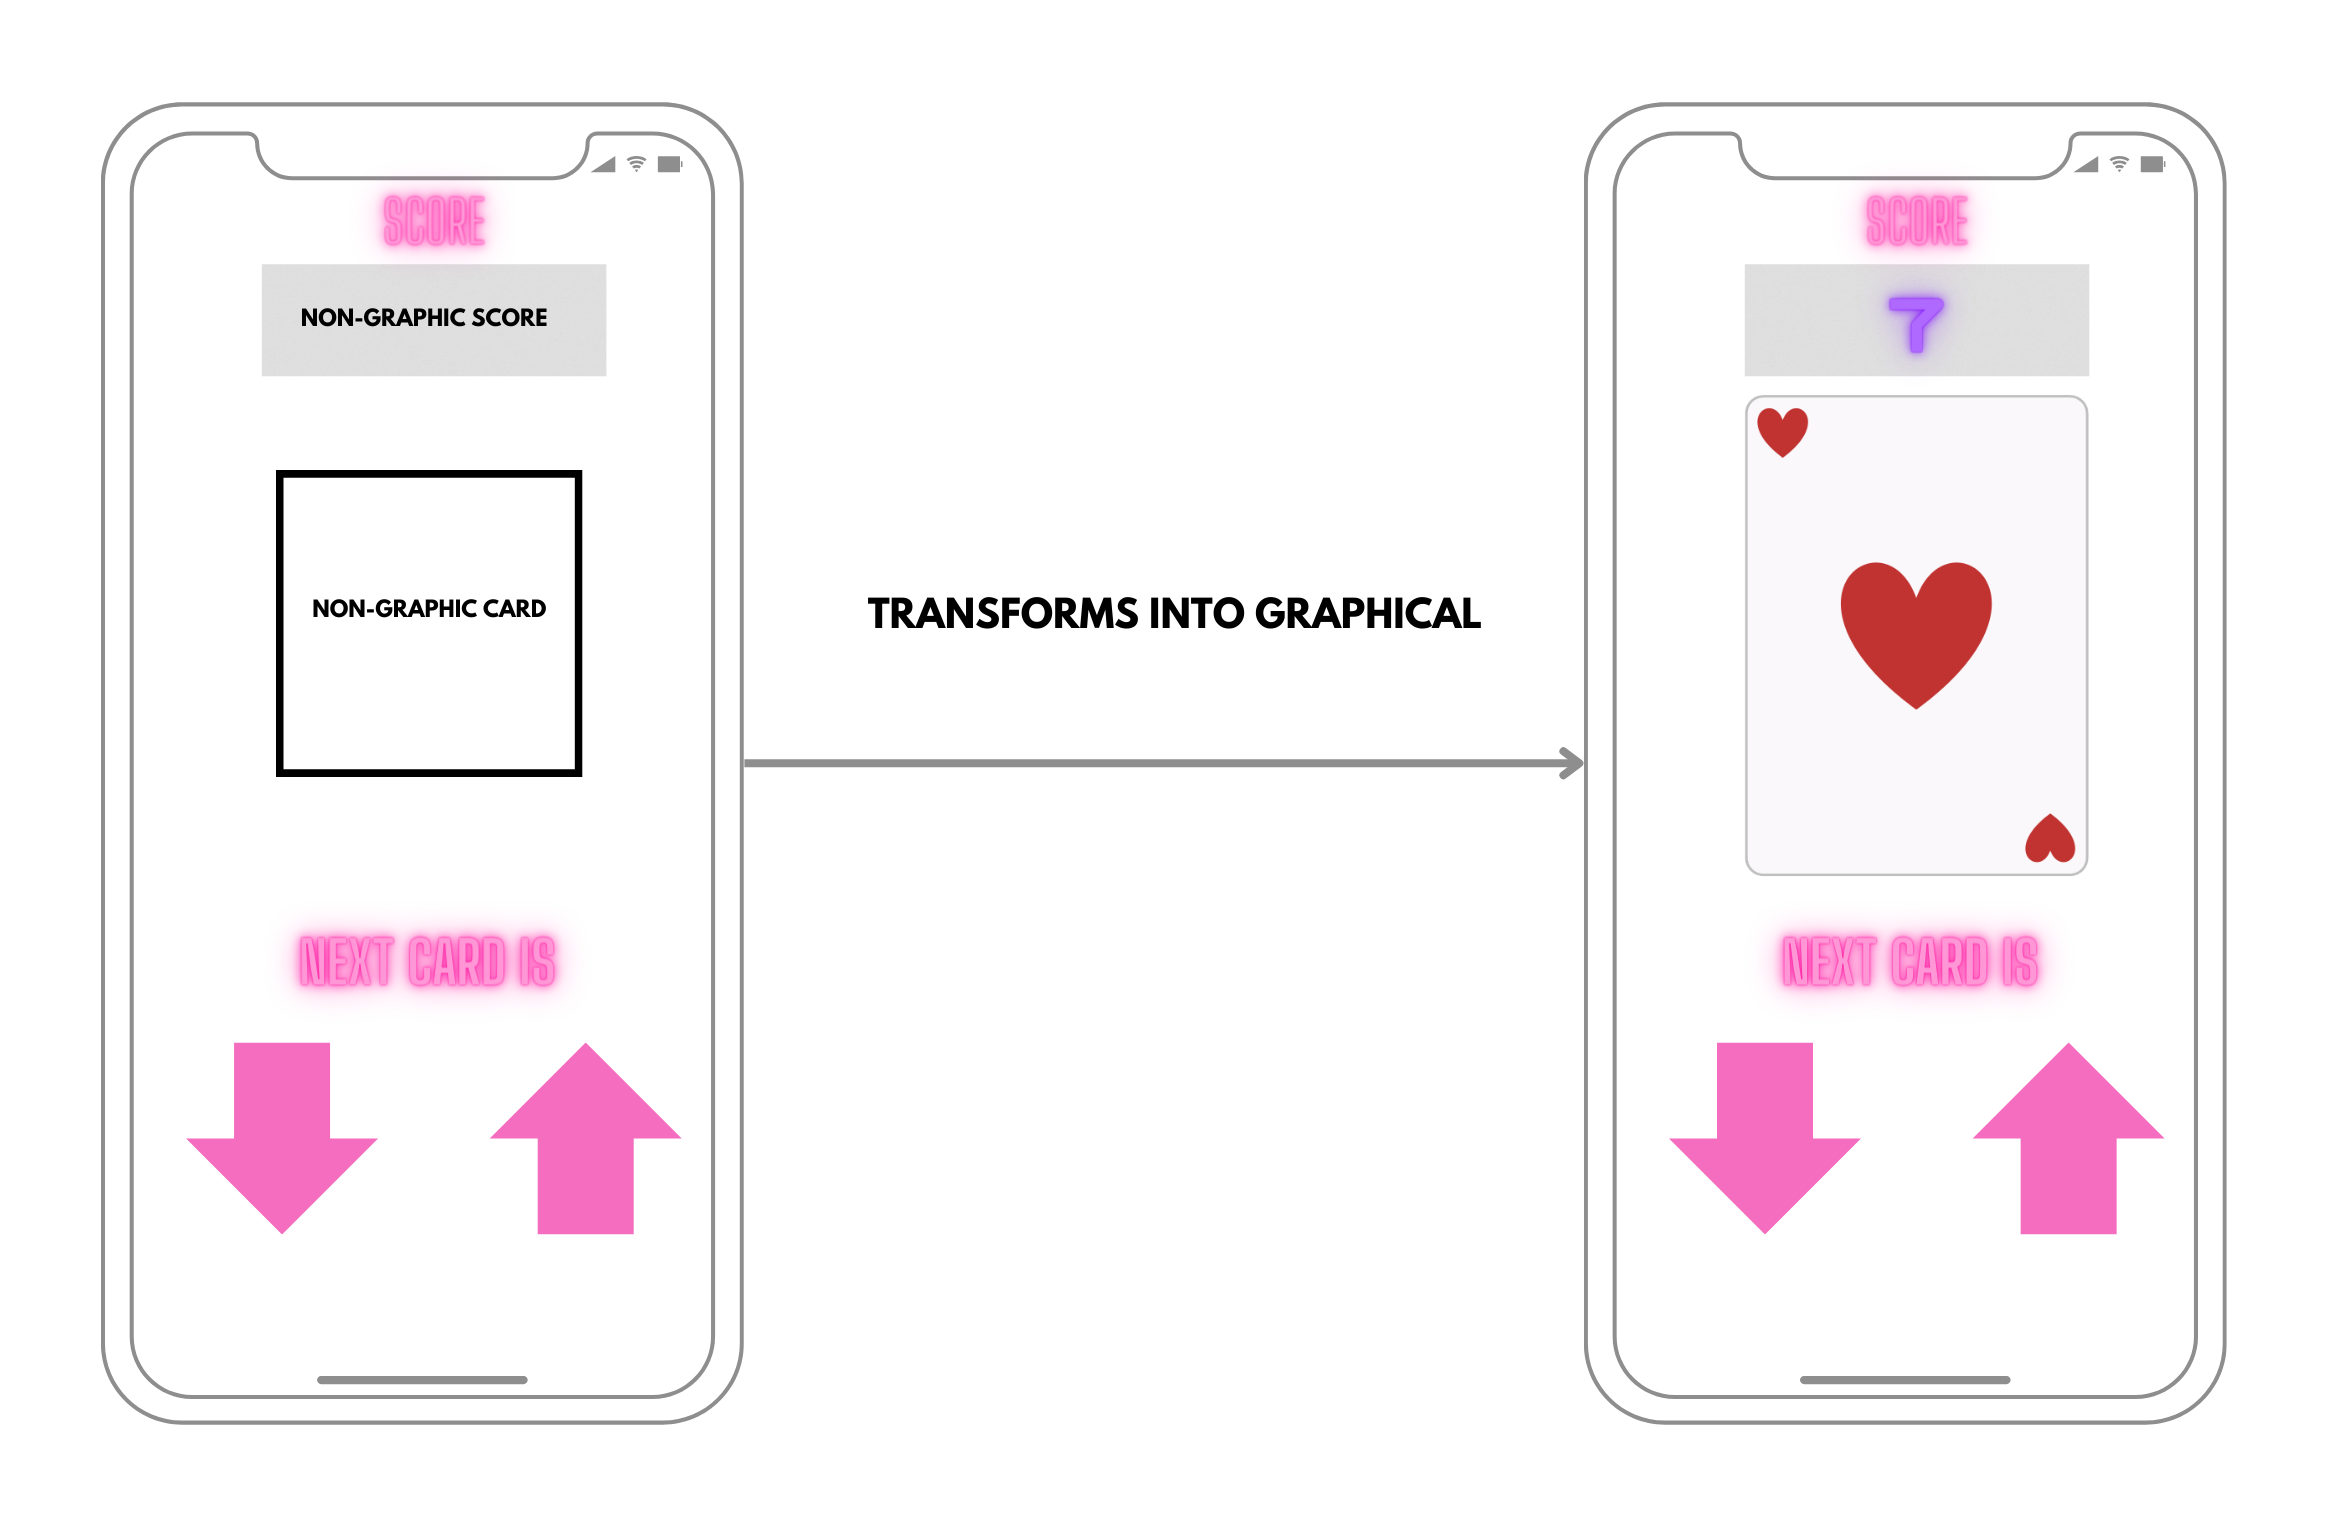 SCORE
NON-GRAPHIC SCORE
NON-GRAPHIC CARD
NEXT CARD IS
TRANSFORMS INTO GRAPHICAL
SCORE
7
NEXT CARD IS